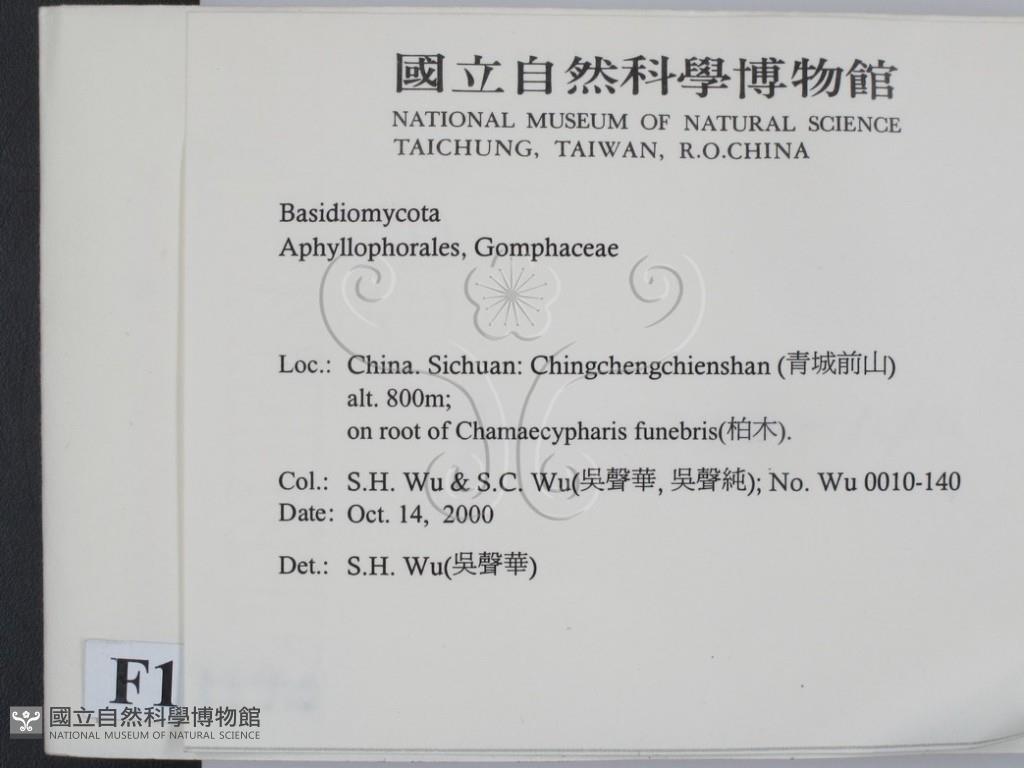 國立自然科學博物館
NATIONAL MUSEUM OF NATURAL SCIENCE
TAICHUNG, TAIWAN, R.O.CHINA
Basidiomycota
Aphyllophorales, Gomphaceae
Loc.: China. Sichuan: Chingchengchienshan (青城前山)
alt. 800m;
on root of Chamaecypharis funebris(柏木).
Col.: S.H. Wu & S.C. Wu(吳聲華, 吳聲純); No. Wu 0010-140
Date: Oct. 14, 2000
Det.: S.H. Wu(吳聲華)
F1
國立自然科學博物館
NATIONAL MUSEUM OF NATURAL SCIENCE